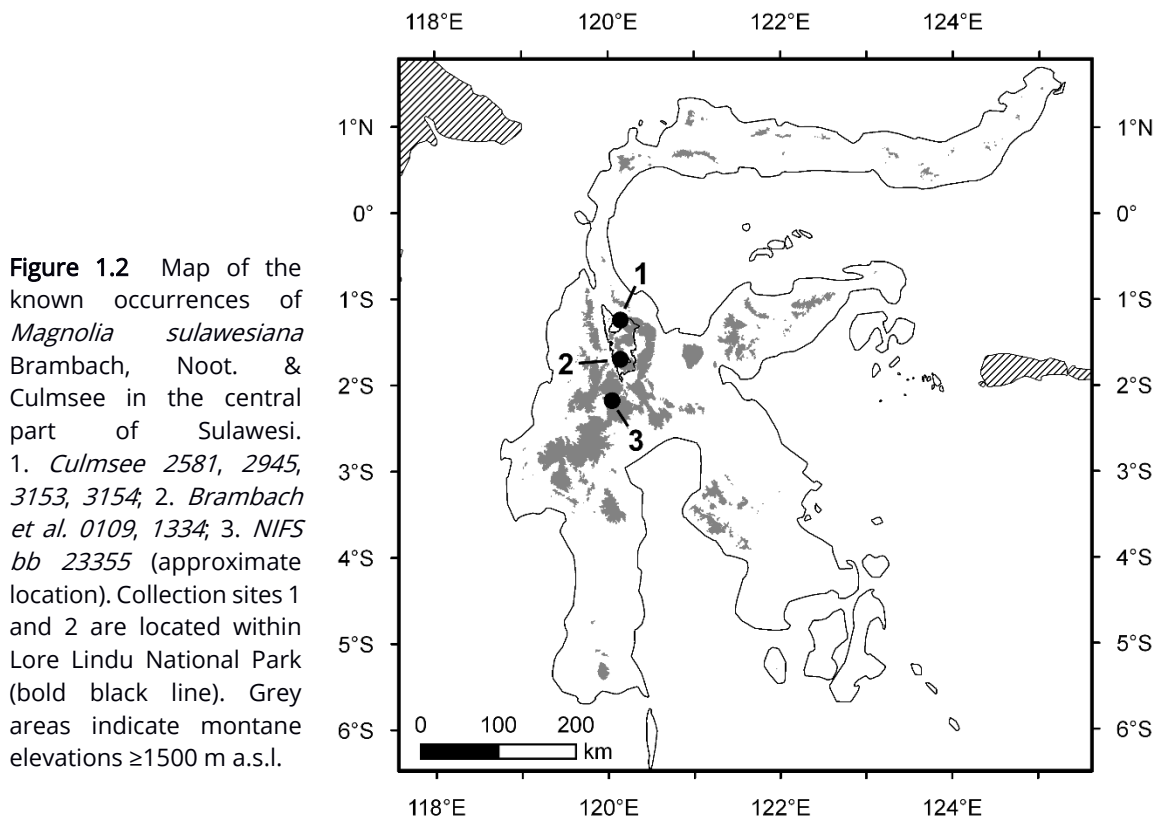 118°E 120°E 122°E 124°E
1°N 1°N
0° 0°
1°S 1°S
2°S 2°S
3°S 3°S
4°S 4°S
5°S 5°S
6°S 6°S
1
2
3
0 100 200
km
118°E 120°E 122°E 124°E
Figure 1.2 Map of the
known occurrences of
Magnolia sulawesiana
Brambach, Noot. &
Culmsee in the central
part of Sulawesi.
1. Culmsee 2581, 2945,
3153, 3154; 2. Brambach
et al. 0109, 1334; 3. NIFS
bb 23355 (approximate
location). Collection sites 1
and 2 are located within
Lore Lindu National Park
(bold black line). Grey
areas indicate montane
elevations ≥1500 m a.s.l.